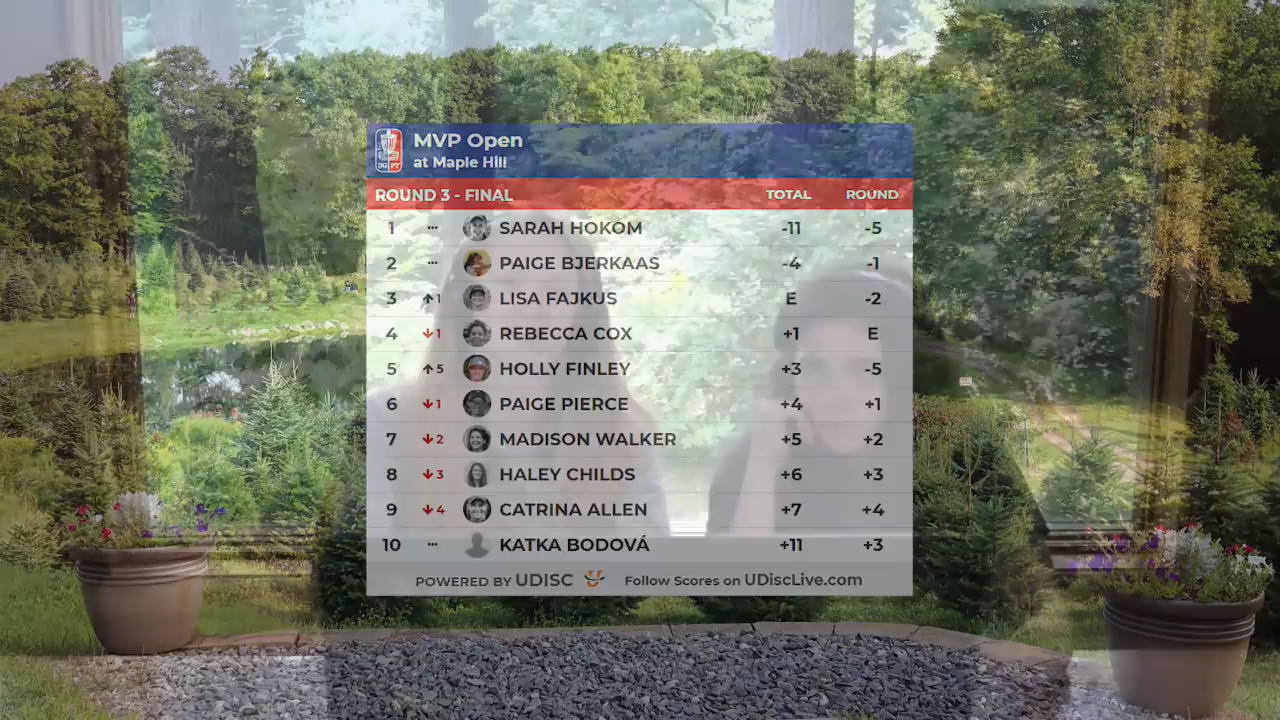 MVP Open
at Maple Hill
DG PT
ROUND 3 - FINAL TOTAL ROUND
1 ••• SARAH HOKOM -11 -5
2 ••• PAIGE BJERKAAS -4 -1
3 ↑1 LISA FAJKUS E -2
4 ↓1 REBECCA COX +1 E
5 ↑5 HOLLY FINLEY +3 -5
6 ↓1 PAIGE PIERCE +4 +1
7 ↓2 MADISON WALKER +5 +2
8 ↓3 HALEY CHILDS +6 +3
9 ↓4 CATRINA ALLEN +7 +4
10 ••• KATKA BODOVÁ +11 +3
POWERED BY UDISC Follow Scores on UDiscLive.com